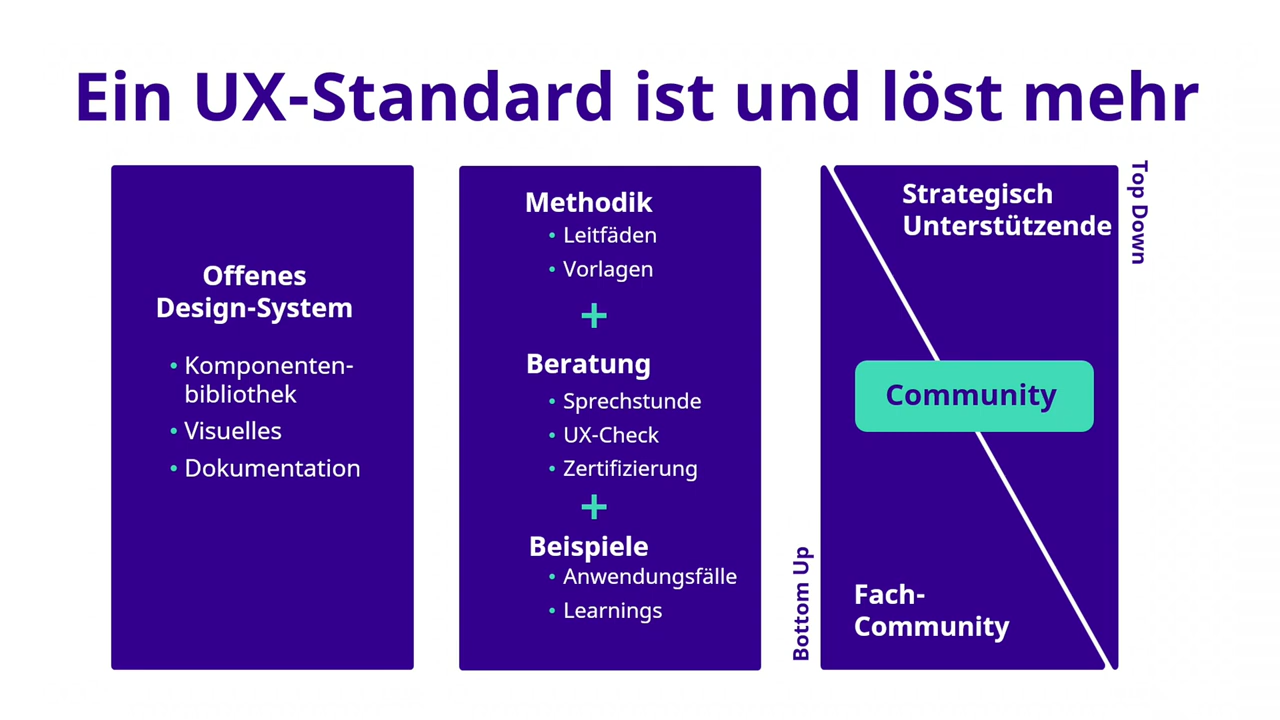 Ein UX-Standard ist und löst mehr
Offenes
Design-System
• Komponenten-
bibliothek
• Visuelles
• Dokumentation
Methodik
• Leitfäden
• Vorlagen
+
Beratung
• Sprechstunde
• UX-Check
• Zertifizierung
+
Beispiele
• Anwendungsfälle
• Learnings
Strategisch
Unterstützende
Top Down
Community
Bottom Up
Fach-
Community